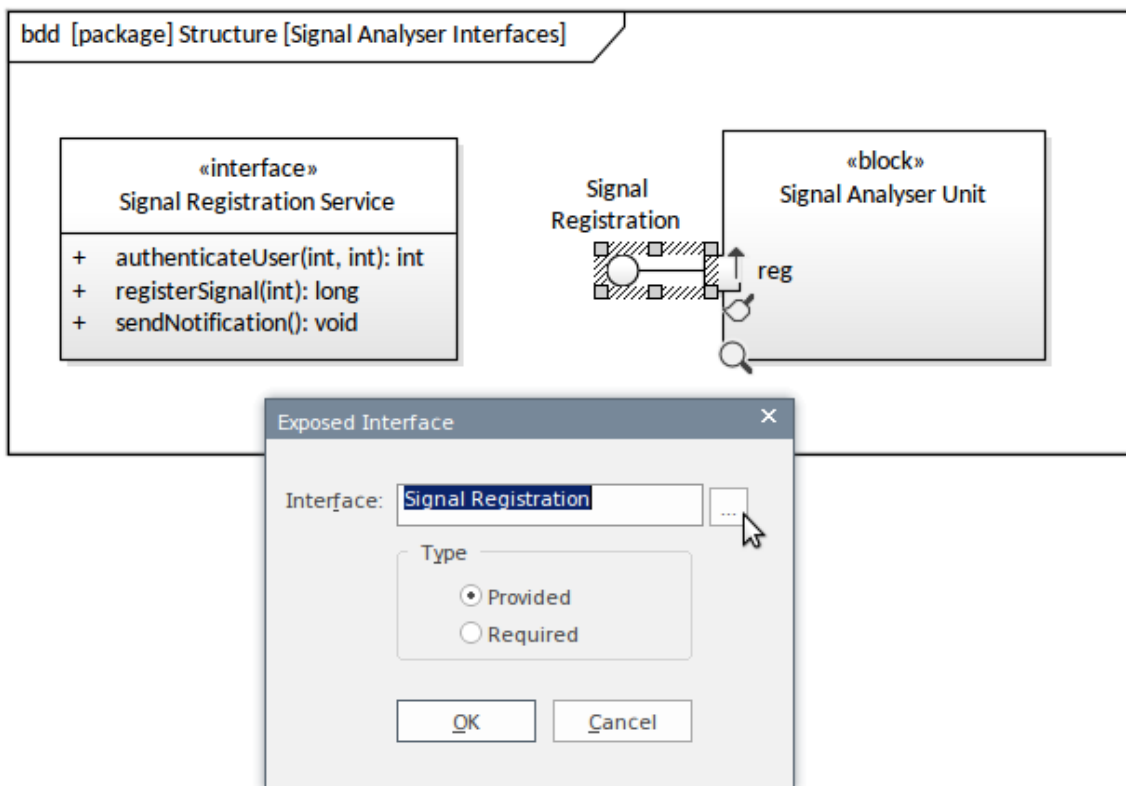 bdd [package] Structure [Signal Analyser Interfaces]
«interface»
Signal Registration Service
+ authenticateUser(int, int): int
+ registerSignal(int): long
+ sendNotification(): void
Signal
Registration
«block»
Signal Analyser Unit
reg
Exposed Interface
Interface: Signal Registration ...
Type
Provided
Required
OK Cancel